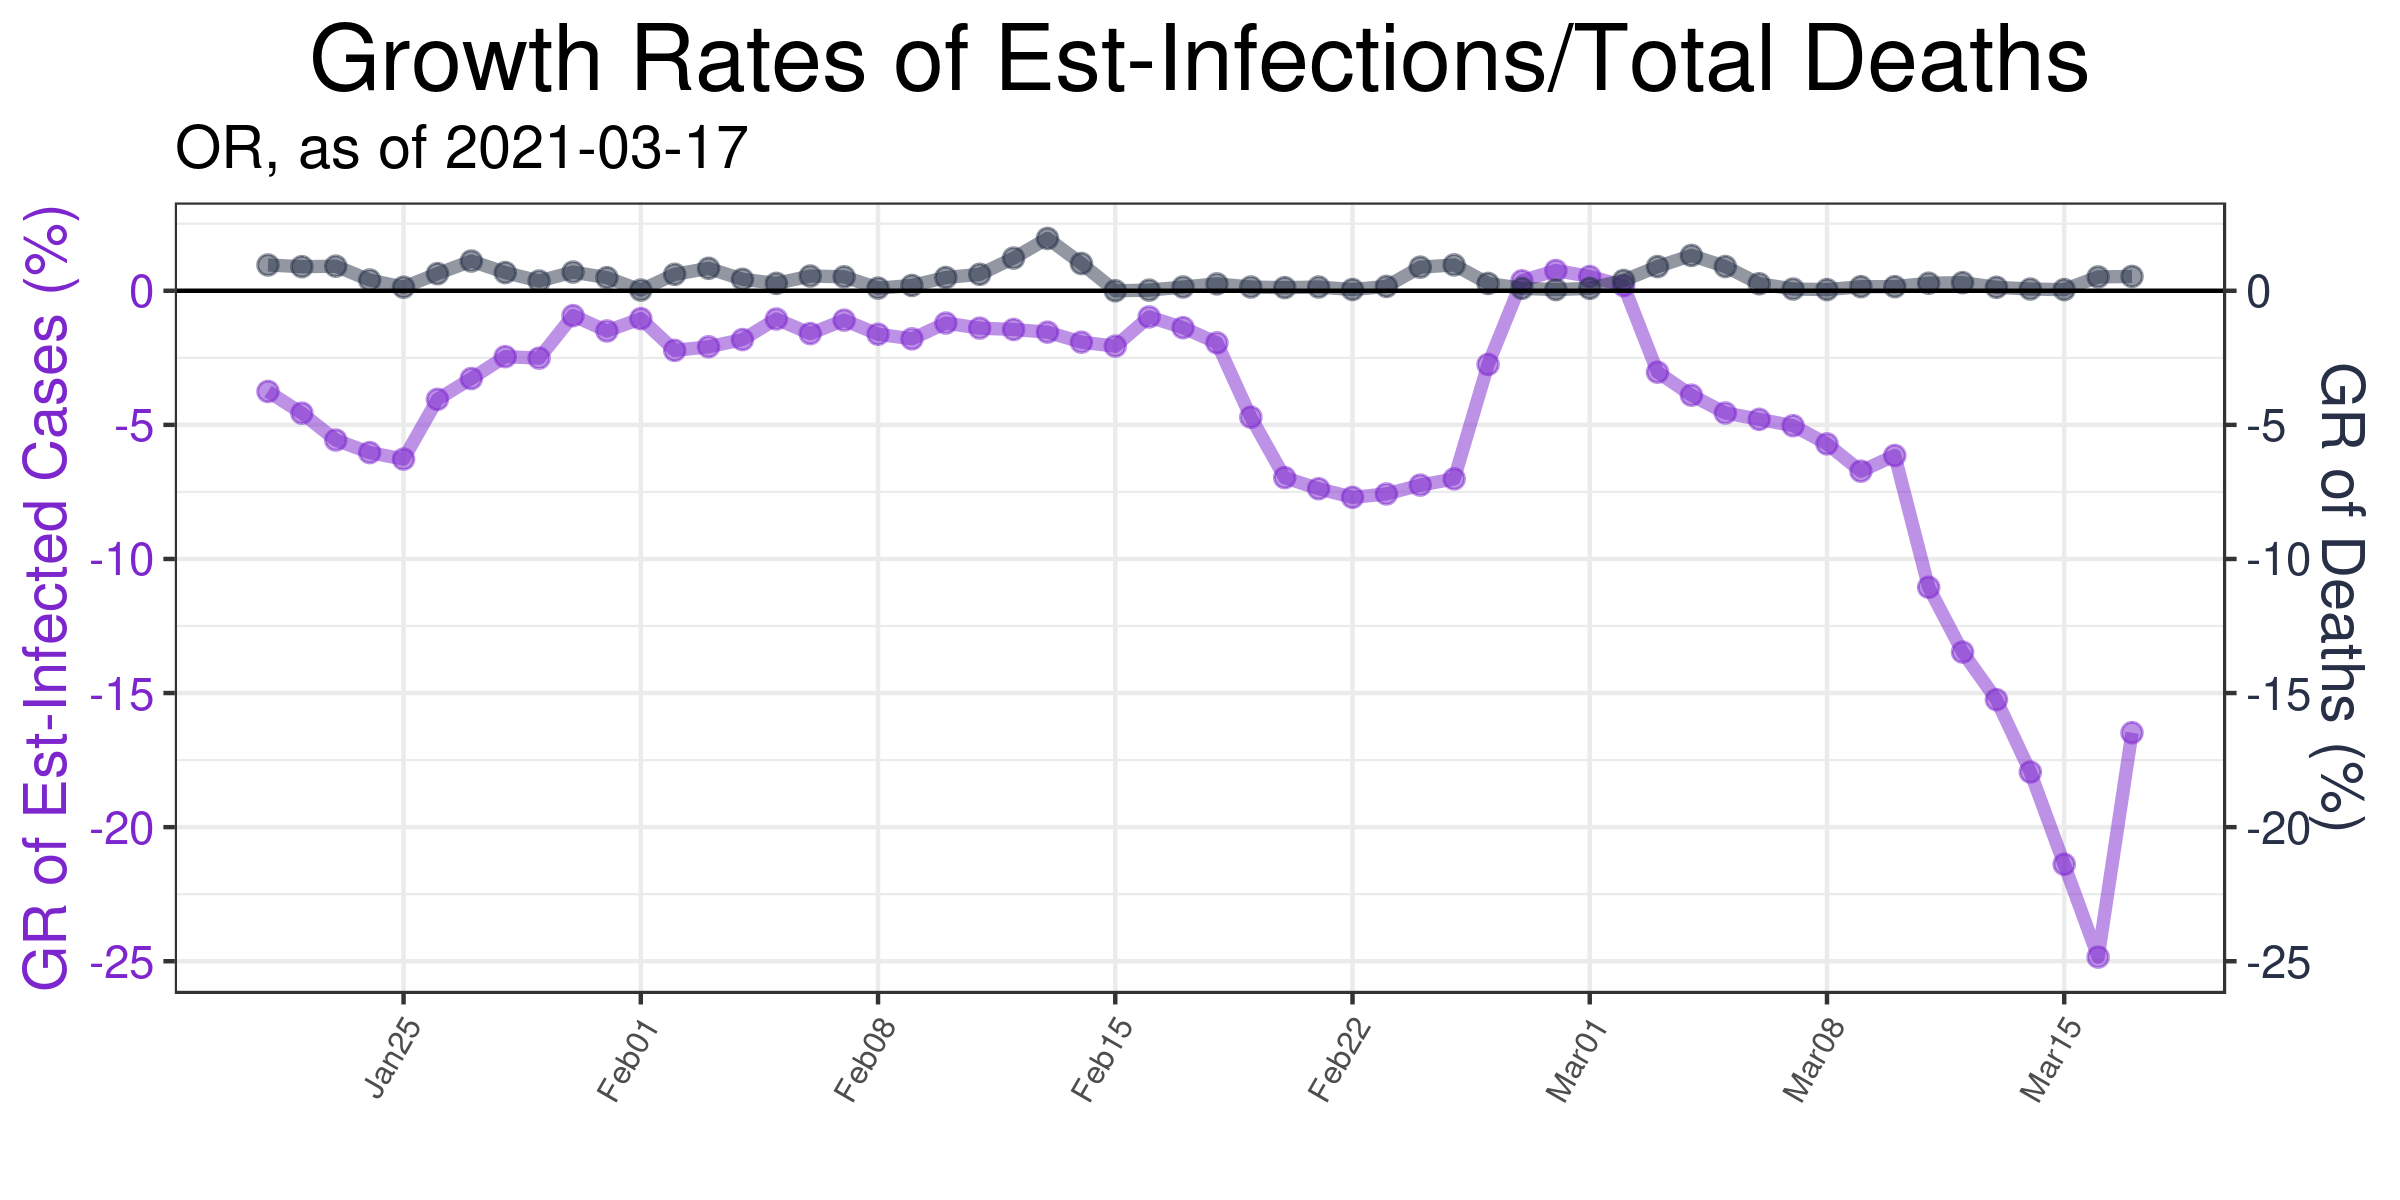 Growth Rates of Est-Infections/Total Deaths
OR, as of 2021-03-17
GR of Est-Infected Cases (%)
0
-5
-10
-15
-20
-25
0
-5
-10
-15
-20
-25
GR of Deaths (%)
Jan25
Feb01
Feb08
Feb15
Feb22
Mar01
Mar08
Mar15